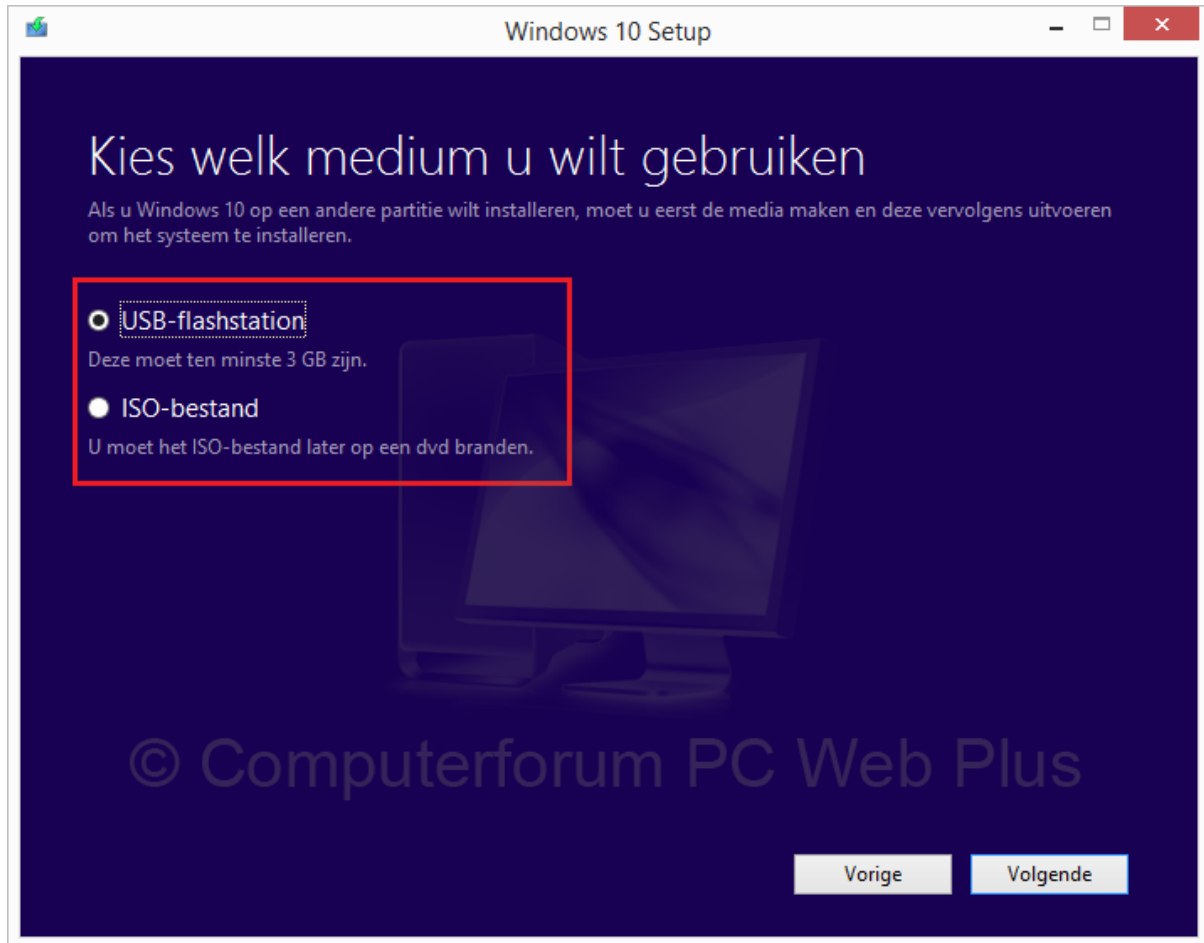 Windows 10 Setup
Kies welk medium u wilt gebruiken
Als u Windows 10 op een andere partitie wilt installeren, moet u eerst de media maken en deze vervolgens uitvoeren
om het systeem te installeren.
USB-flashstation
Deze moet ten minste 3 GB zijn.
ISO-bestand
U moet het ISO-bestand later op een dvd branden.
© Computerforum PC Web Plus
Vorige Volgende